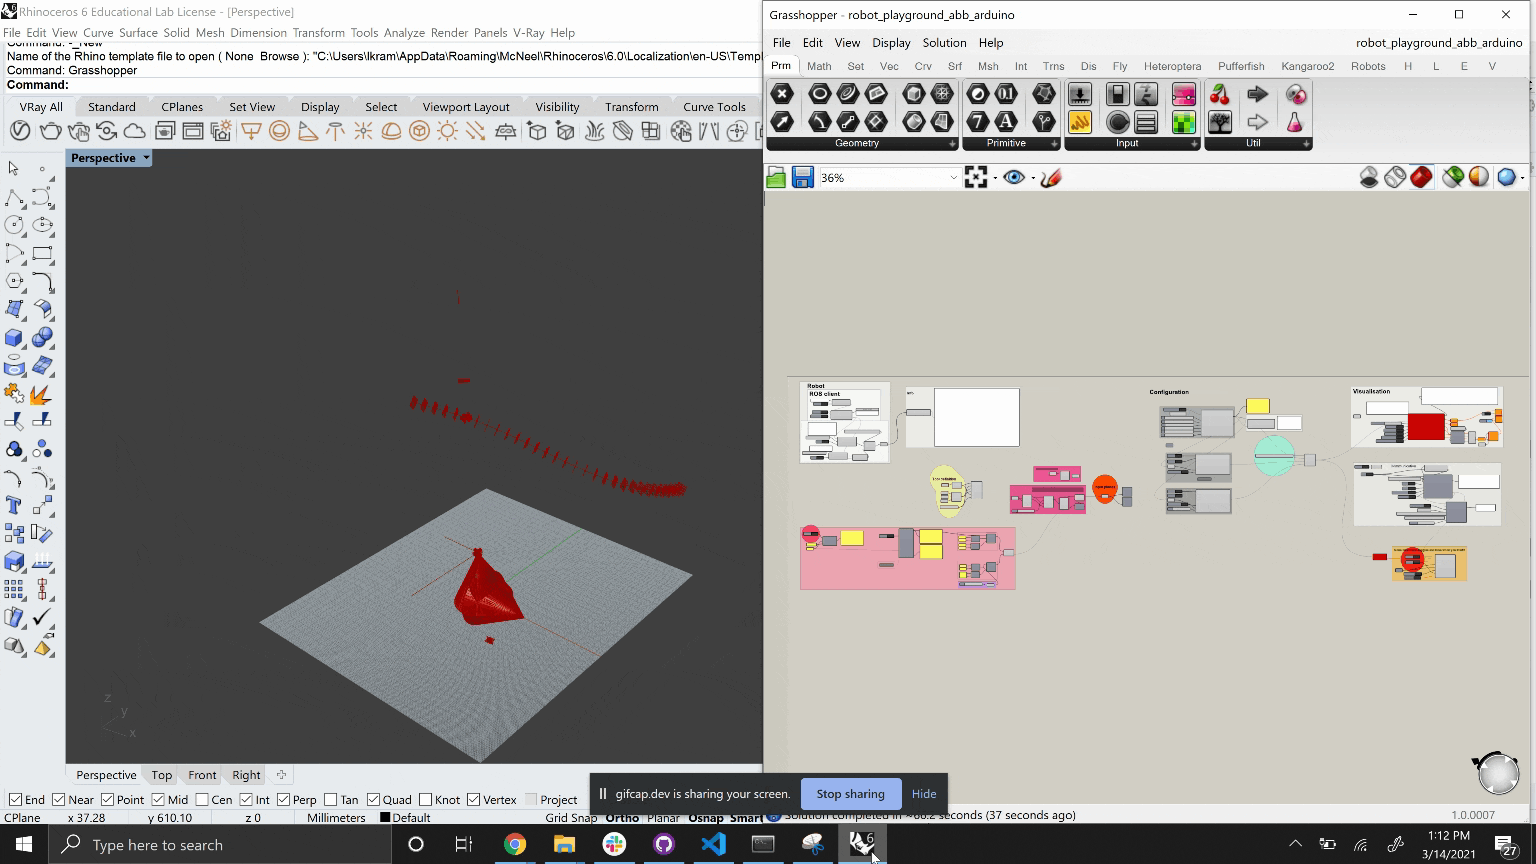 Rhinoceros 6 Educational Lab License - [Perspective]
File Edit View Curve Surface Solid Mesh Dimension Transform Tools Analyze Render Panels V-Ray Help
Command: -_New
Name of the Rhino template file to open ( None Browse ): "C:\Users\Ikram\AppData\Roaming\McNeel\Rhinoceros\6.0\Localization\en-US\Templ
Command: Grasshopper
Command:
VRay All Standard CPlanes Set View Display Select Viewport Layout Visibility Transform Curve Tools
Perspective
z
y
x
Perspective Top Front Right
End Near Point Mid Cen Int Perp Tan Quad Knot Vertex Project
CPlane x 37.28 y 610.10 z 0 Millimeters Default Grid Snap Ortho Planar Osnap Smart
Grasshopper - robot_playground_abb_arduino
File Edit View Display Solution Help robot_playground_abb_arduino
Prm Math Set Vec Crv Srf Msh Int Trns Dis Fly Heteroptera Pufferfish Kangaroo2 Robots H L E V
Geometry Primitive Input Util
36%
Robot
ROS client
Configuration
Visualisation
Solution completed in ~66.2 seconds (37 seconds ago)
1.0.0007
gifcap.dev is sharing your screen. Stop sharing Hide
Type here to search
1:12 PM
3/14/2021
27